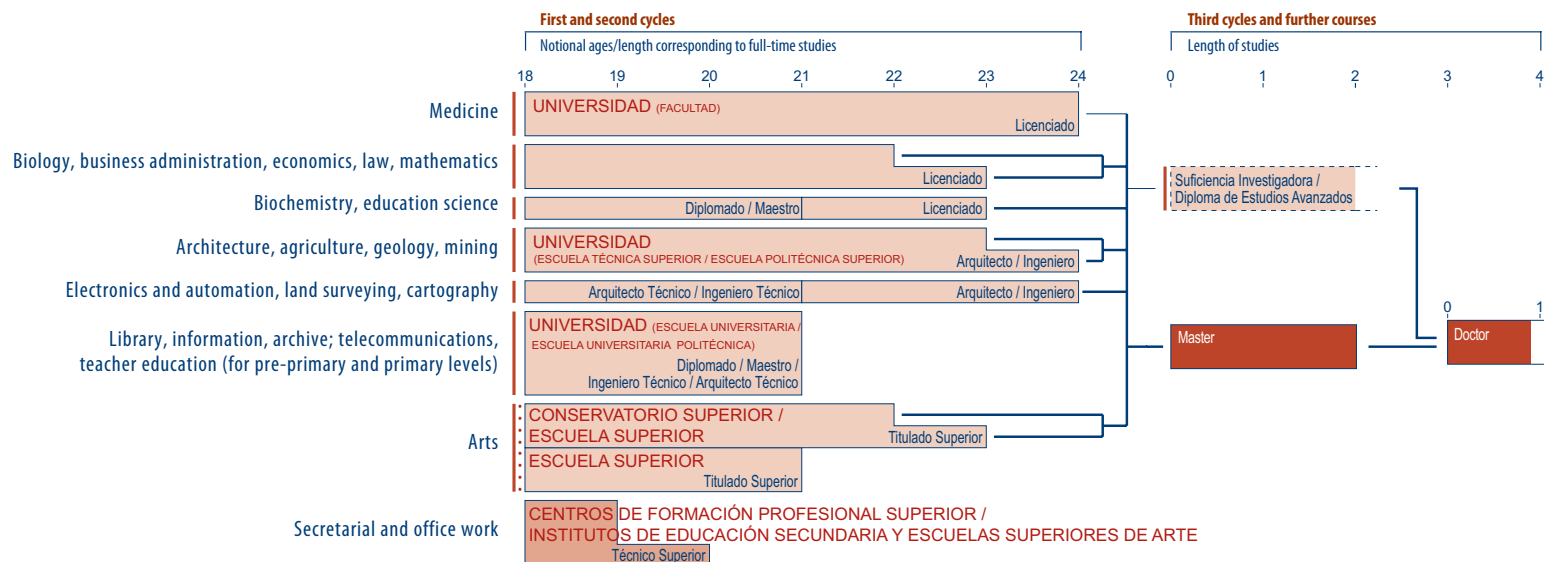 First and second cycles
Third cycles and further courses
Notional ages/length corresponding to full-time studies
Length of studies
18 19 20 21 22 23 24
0 1 2 3 4
Medicine
UNIVERSIDAD (FACULTAD)
Licenciado
Biology, business administration, economics, law, mathematics
Licenciado
Suficiencia Investigadora /
Diploma de Estudios Avanzados
Biochemistry, education science
Diplomado / Maestro
Licenciado
Architecture, agriculture, geology, mining
UNIVERSIDAD
(ESCUELA TÉCNICA SUPERIOR / ESCUELA POLITÉCNICA SUPERIOR)
Arquitecto / Ingeniero
Electronics and automation, land surveying, cartography
Arquitecto Técnico / Ingeniero Técnico
Arquitecto / Ingeniero
0 1
Library, information, archive; telecommunications,
teacher education (for pre-primary and primary levels)
UNIVERSIDAD (ESCUELA UNIVERSITARIA /
ESCUELA UNIVERSITARIA POLITÉCNICA)
Diplomado / Maestro /
Ingeniero Técnico / Arquitecto Técnico
Master
Doctor
Arts
CONSERVATORIO SUPERIOR /
ESCUELA SUPERIOR
Titulado Superior
ESCUELA SUPERIOR
Titulado Superior
Secretarial and office work
CENTROS DE FORMACIÓN PROFESIONAL SUPERIOR /
INSTITUTOS DE EDUCACIÓN SECUNDARIA Y ESCUELAS SUPERIORES DE ARTE
Técnico Superior